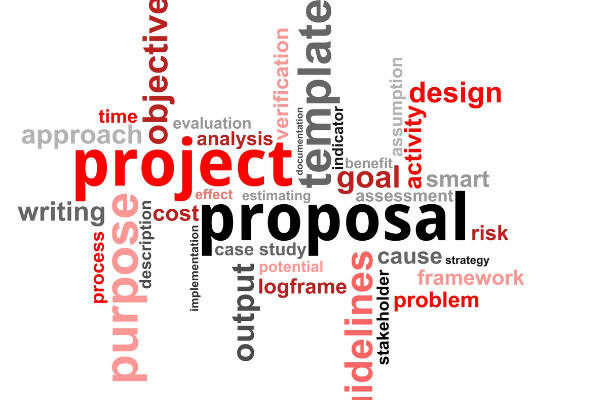 objective
template
verification
time
evaluation
documentation
indicator
assumption
design
approach
analysis
activity
project
benefit
goal
smart
effect
estimating
assessment
writing
purpose
description
cost
proposal
risk
process
implementation
case study
cause
strategy
output
potential
logframe
uidelines
stakeholder
framework
problem